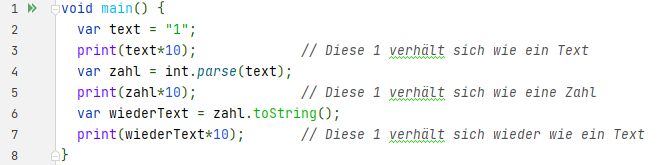 1 void main() {
2 var text = "1";
3 print(text*10); // Diese 1 verhält sich wie ein Text
4 var zahl = int.parse(text);
5 print(zahl*10); // Diese 1 verhält sich wie eine Zahl
6 var wiederText = zahl.toString();
7 print(wiederText*10); // Diese 1 verhält sich wieder wie ein Text
8 }